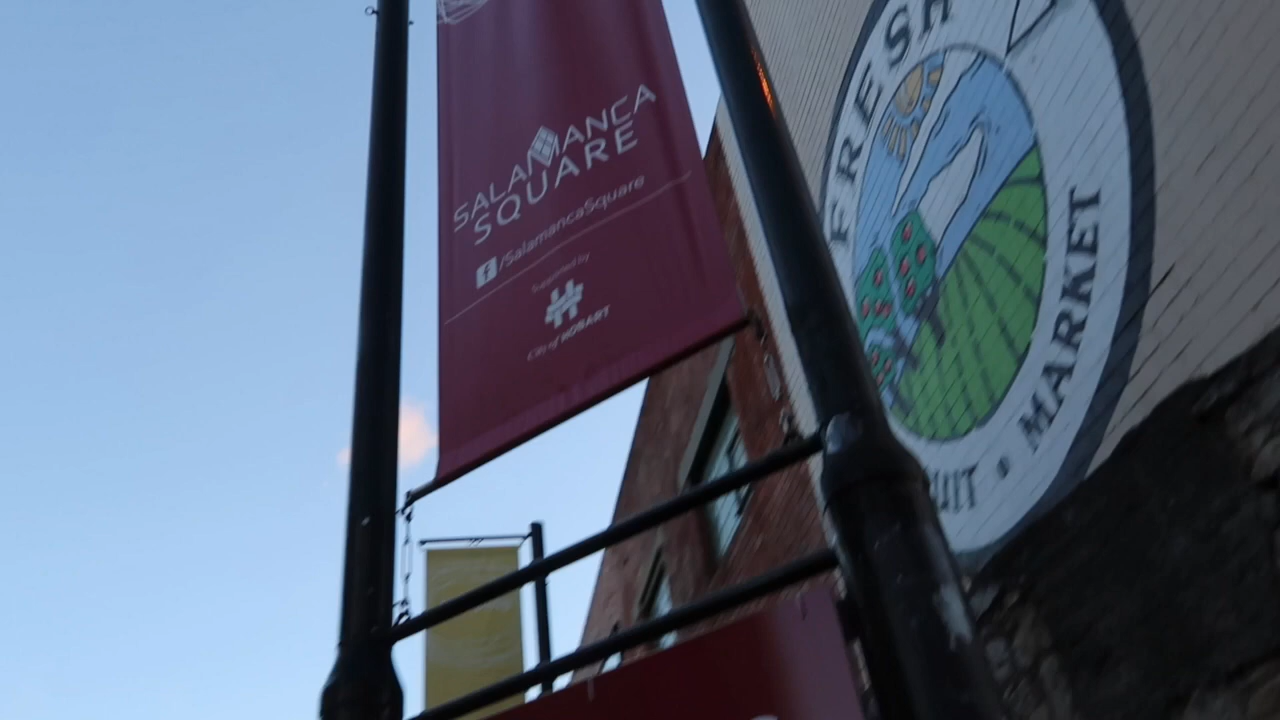 SALAMANCA
SQUARE
f/SalamancaSquare
Supported by
City of HOBART
FRESH
MARKET